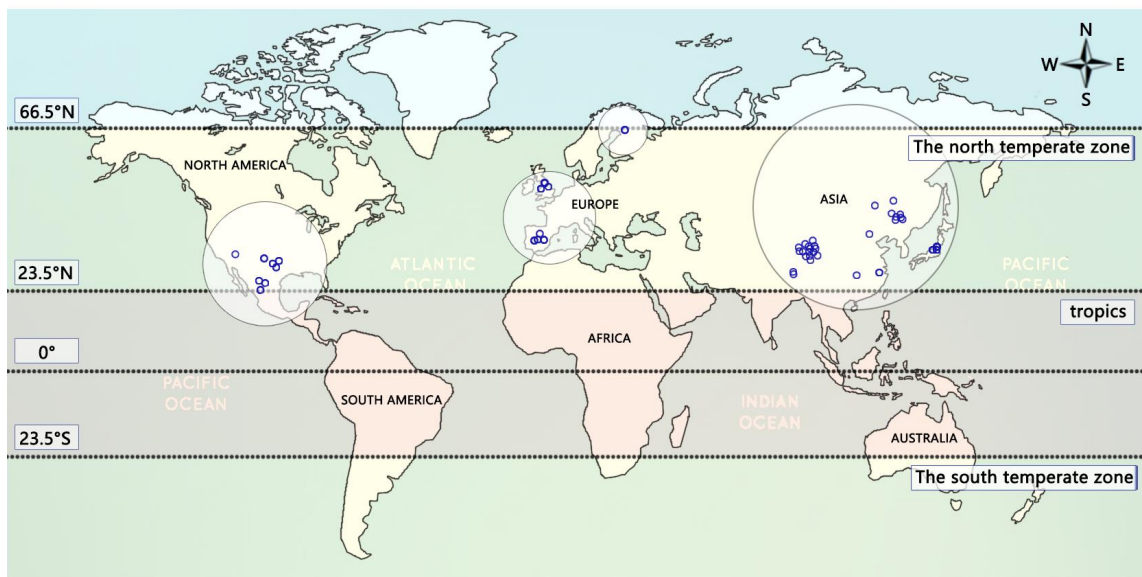 N
W E
S
66.5°N
The north temperate zone
NORTH AMERICA
ASIA
EUROPE
ATLANTIC
OCEAN
PACIFIC
OCEAN
23.5°N
tropics
AFRICA
0°
PACIFIC
OCEAN
SOUTH AMERICA
INDIAN
OCEAN
23.5°S
AUSTRALIA
The south temperate zone